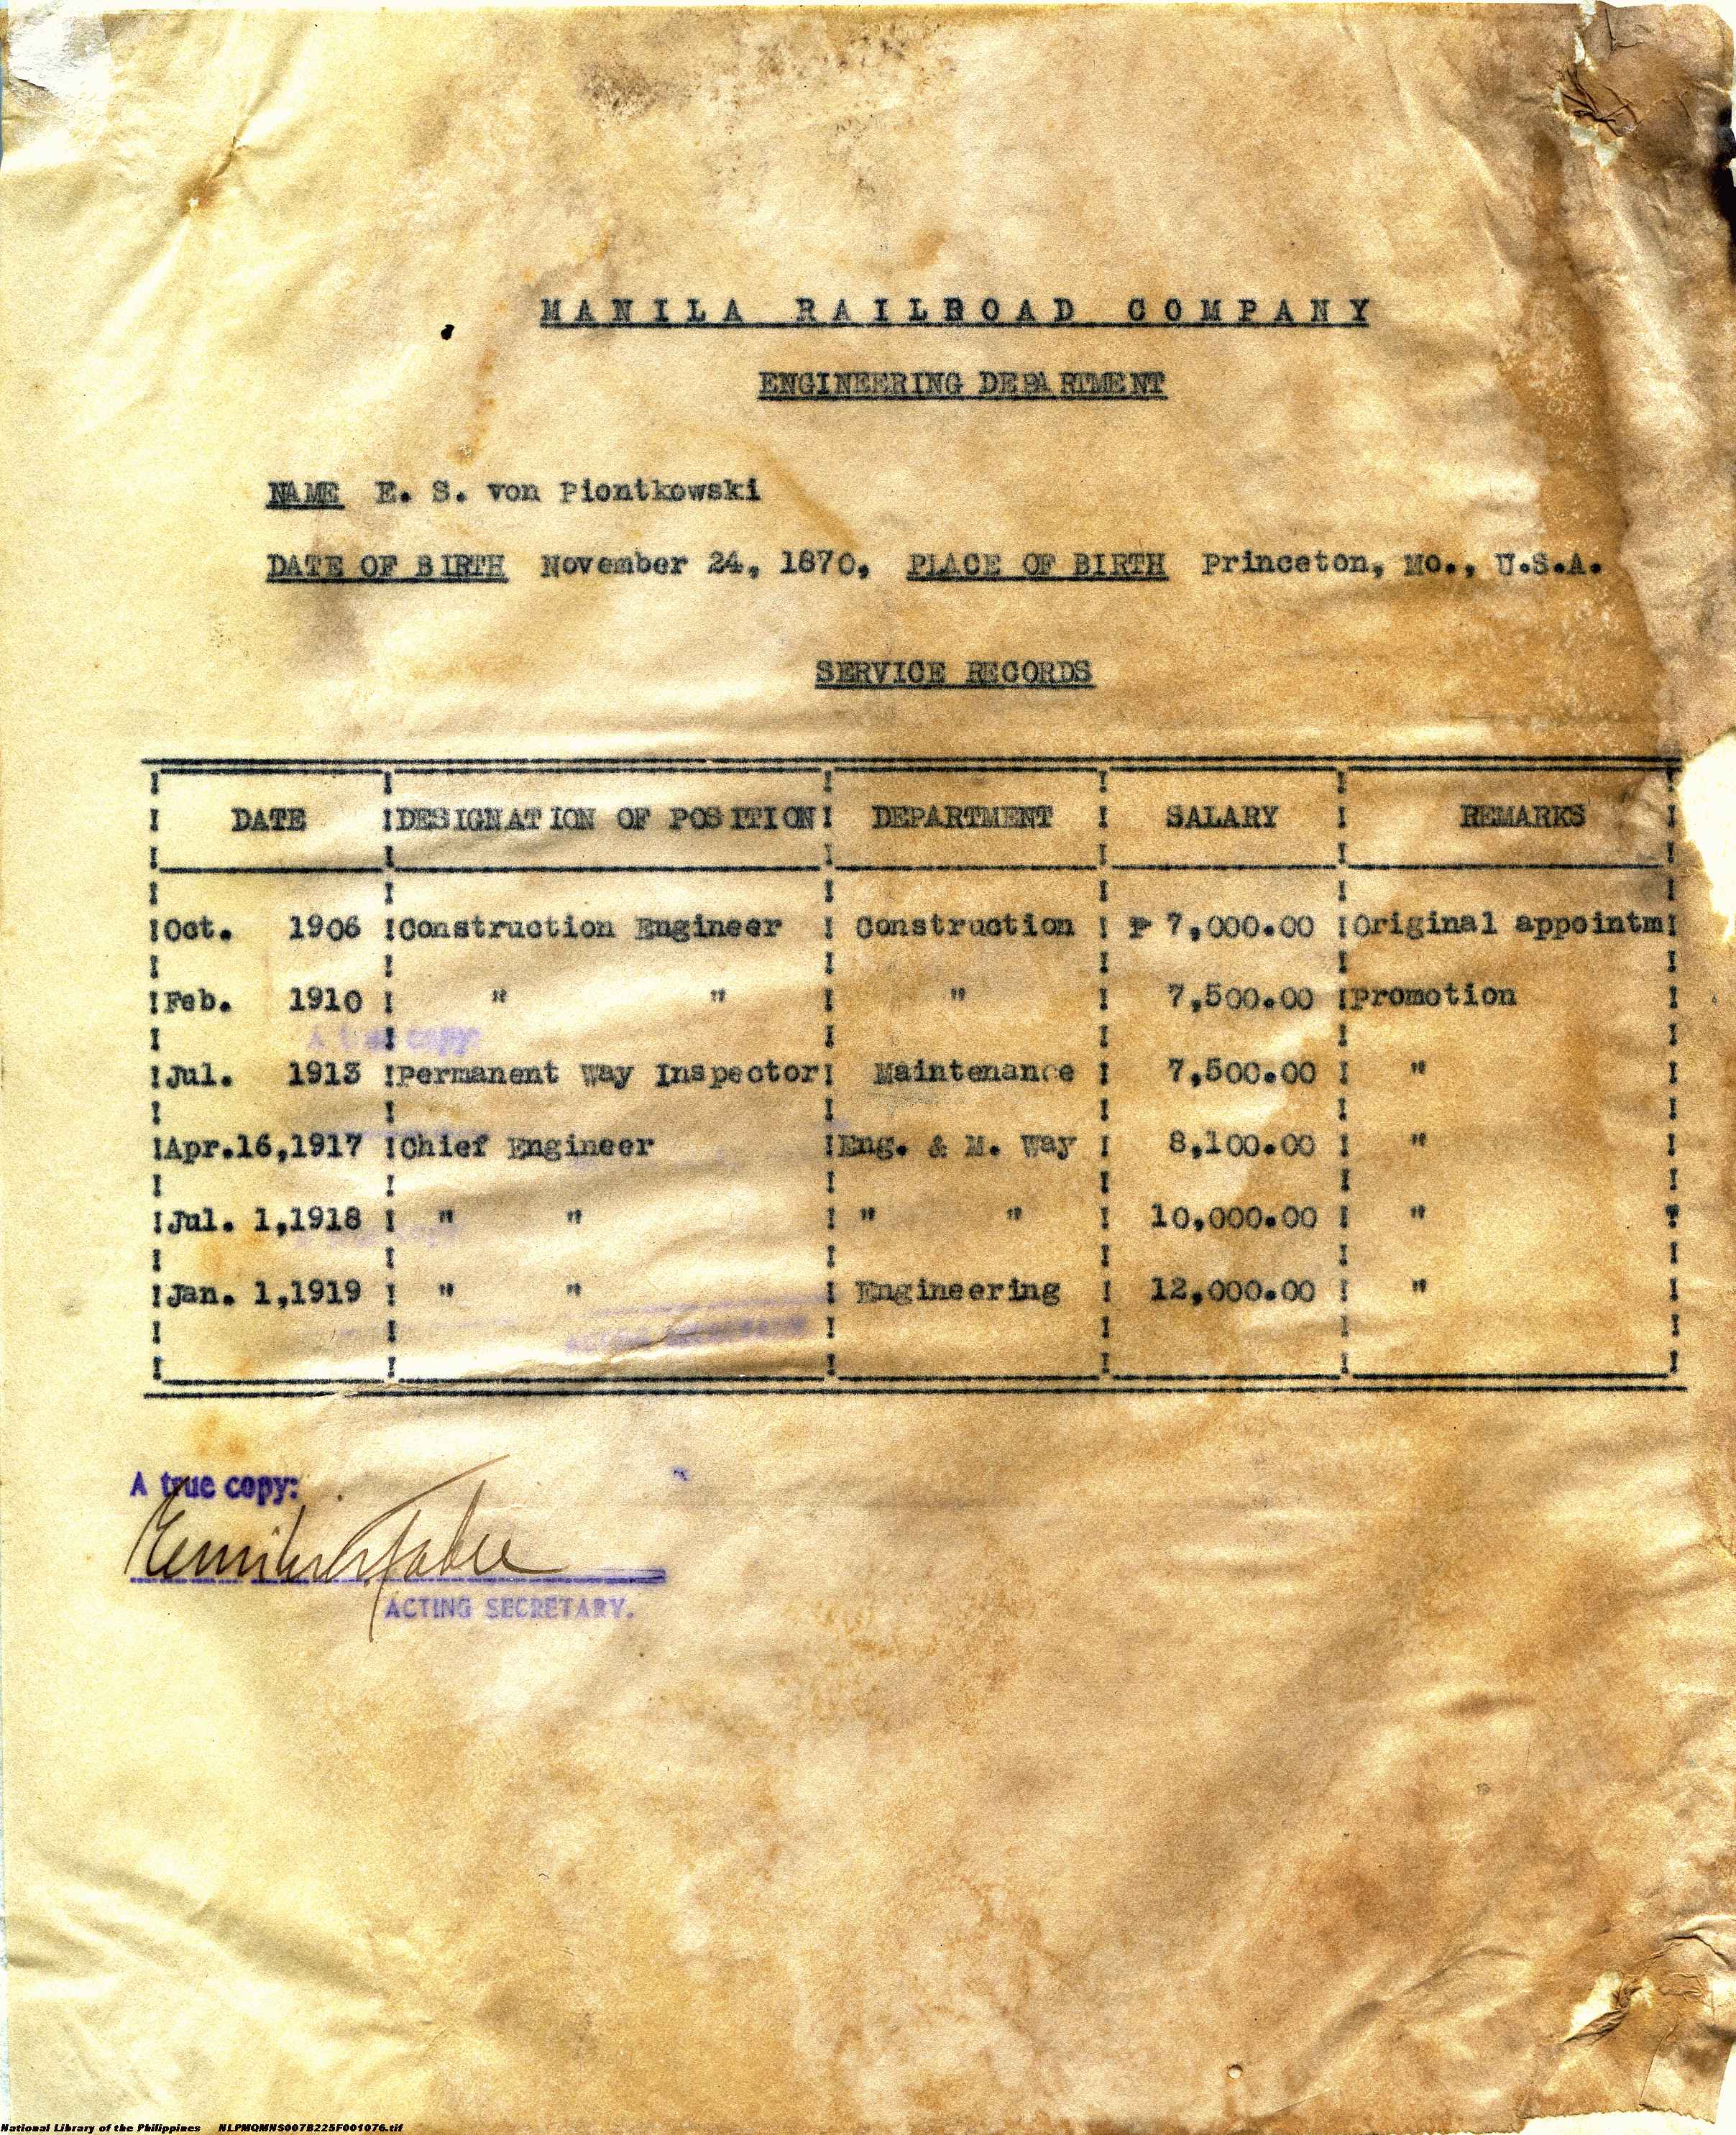 MANILA RAILROAD COMPANY
ENGINEERING DEPARTMENT
NAME E. S. von Piontkowski
DATE OF BIRTH November 24, 1870, PLACE OF BIRTH Princeton, Mo., U.S.A.
SERVICE RECORDS
DATE DESIGNATION OF POSITION DEPARTMENT SALARY REMARKS
Oct. 1906 Construction Engineer Construction ₱ 7,000.00 Original appointm
Feb. 1910 " " " 7,500.00 Promotion
A true copy
Jul. 1913 Permanent Way Inspector Maintenance 7,500.00 "
Apr.16,1917 Chief Engineer Eng. & M. Way 8,100.00 "
Jul. 1,1918 " " " " 10,000.00 "
Jan. 1,1919 " " Engineering 12,000.00 "
A true copy:
ACTING SECRETARY.
National Library of the Philippines NLPMQMNS007B225F001076.tif